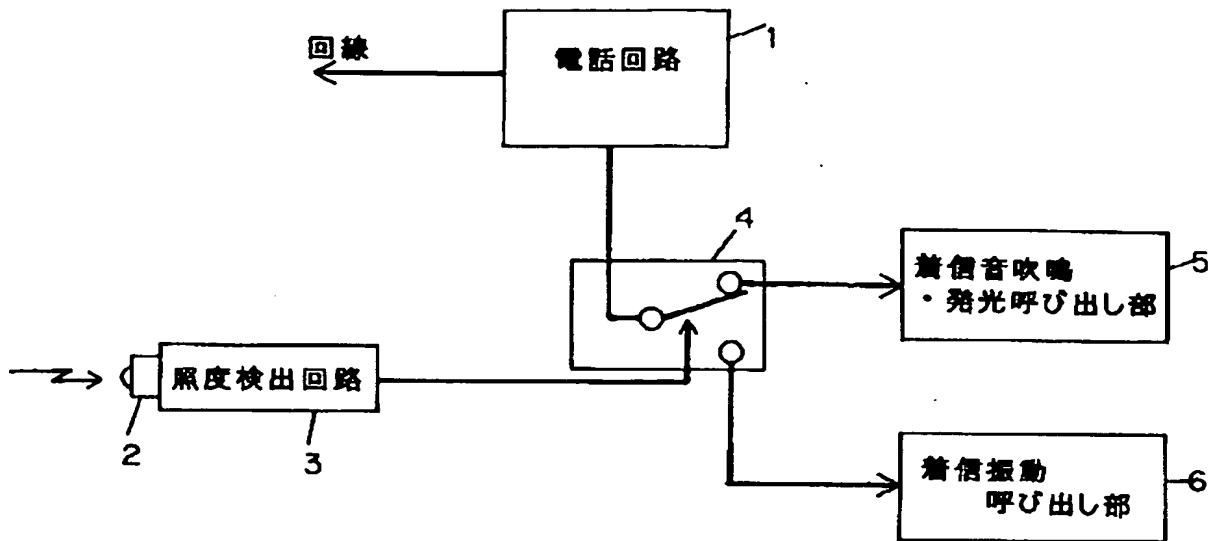 回線
電話回路
1
4
着信音吹鳴
・発光呼び出し部
5
照度検出回路
2
3
着信振動
呼び出し部
6